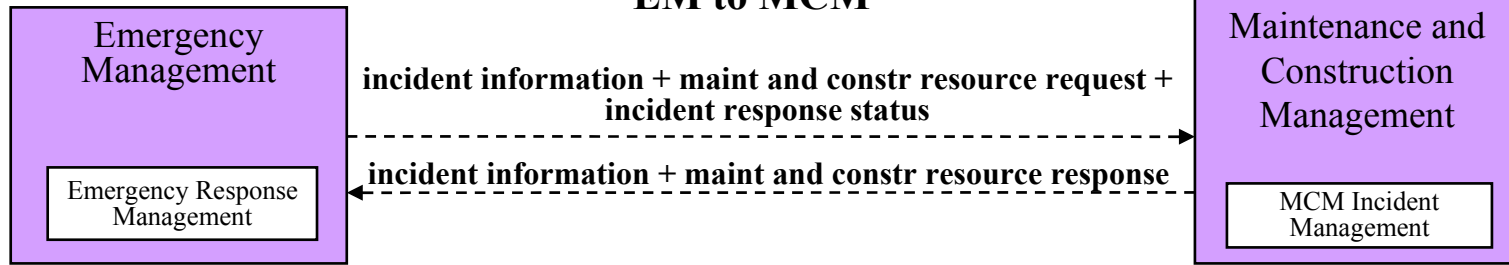 EM to MCM
Emergency
Management
incident information + maint and constr resource request +
incident response status
incident information + maint and constr resource response
Emergency Response
Management
Maintenance and
Construction
Management
MCM Incident
Management